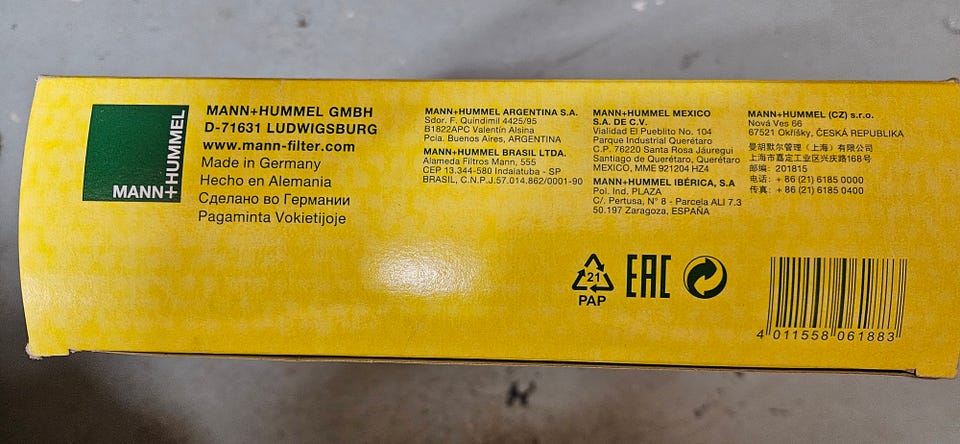 MANN+HUMMEL
MANN+HUMMEL GMBH
D-71631 LUDWIGSBURG
www.mann-filter.com
Made in Germany
Hecho en Alemania
Сделано во Германии
Pagaminta Vokietijoje
MANN+HUMMEL ARGENTINA S.A.
Sdor. F. Quindimil 4425/95
B1822APC Valentín Alsina
Pcia. Buenos Aires, ARGENTINA
MANN+HUMMEL BRASIL LTDA.
Alameda Filtros Mann, 555
CEP 13.344-580 Indaiatuba - SP
BRASIL, C.N.P.J.57.014.862/0001-90
MANN+HUMMEL MEXICO
S.A. DE C.V.
Vialidad El Pueblito No. 104
Parque Industrial Querétaro
C.P. 76220 Santa Rosa Jáuregui
Santiago de Querétaro, Querétaro
MEXICO, MME 921204 HZ4
MANN+HUMMEL IBÉRICA, S.A
Pol. Ind. PLAZA
C/. Pertusa, N° 8 - Parcela ALI 7.3
50.197 Zaragoza, ESPAÑA
MANN+HUMMEL (CZ) s.r.o.
Nová Ves 66
67521 Okříšky, ČESKÁ REPUBLIKA
曼胡默尔管理（上海）有限公司
上海市嘉定工业区兴庆路168号
邮编：201815
电话：+ 86 (21) 6185 0000
传真：+ 86 (21) 6185 0400
21
PAP
EAC
4 011558 061883